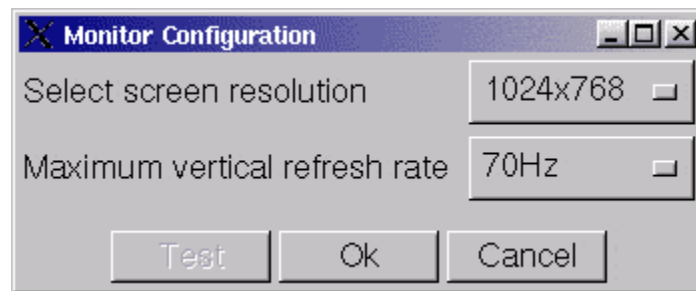 Monitor Configuration
Select screen resolution 1024x768
Maximum vertical refresh rate 70Hz
Test Ok Cancel